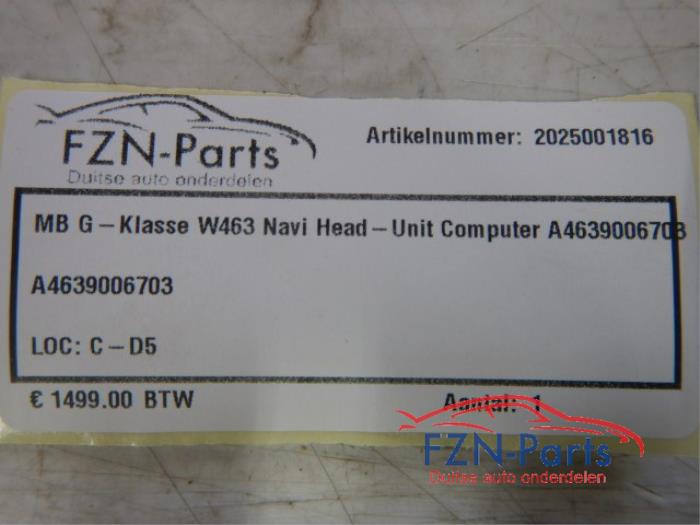 FZN-Parts
Duitse auto onderdelen
Artikelnummer: 2025001816
MB G-Klasse W463 Navi Head-Unit Computer A4639006703
A4639006703
LOC: C-D5
€ 1499.00 BTW
Aantal: 1
FZN-Parts
Duitse auto onderdelen